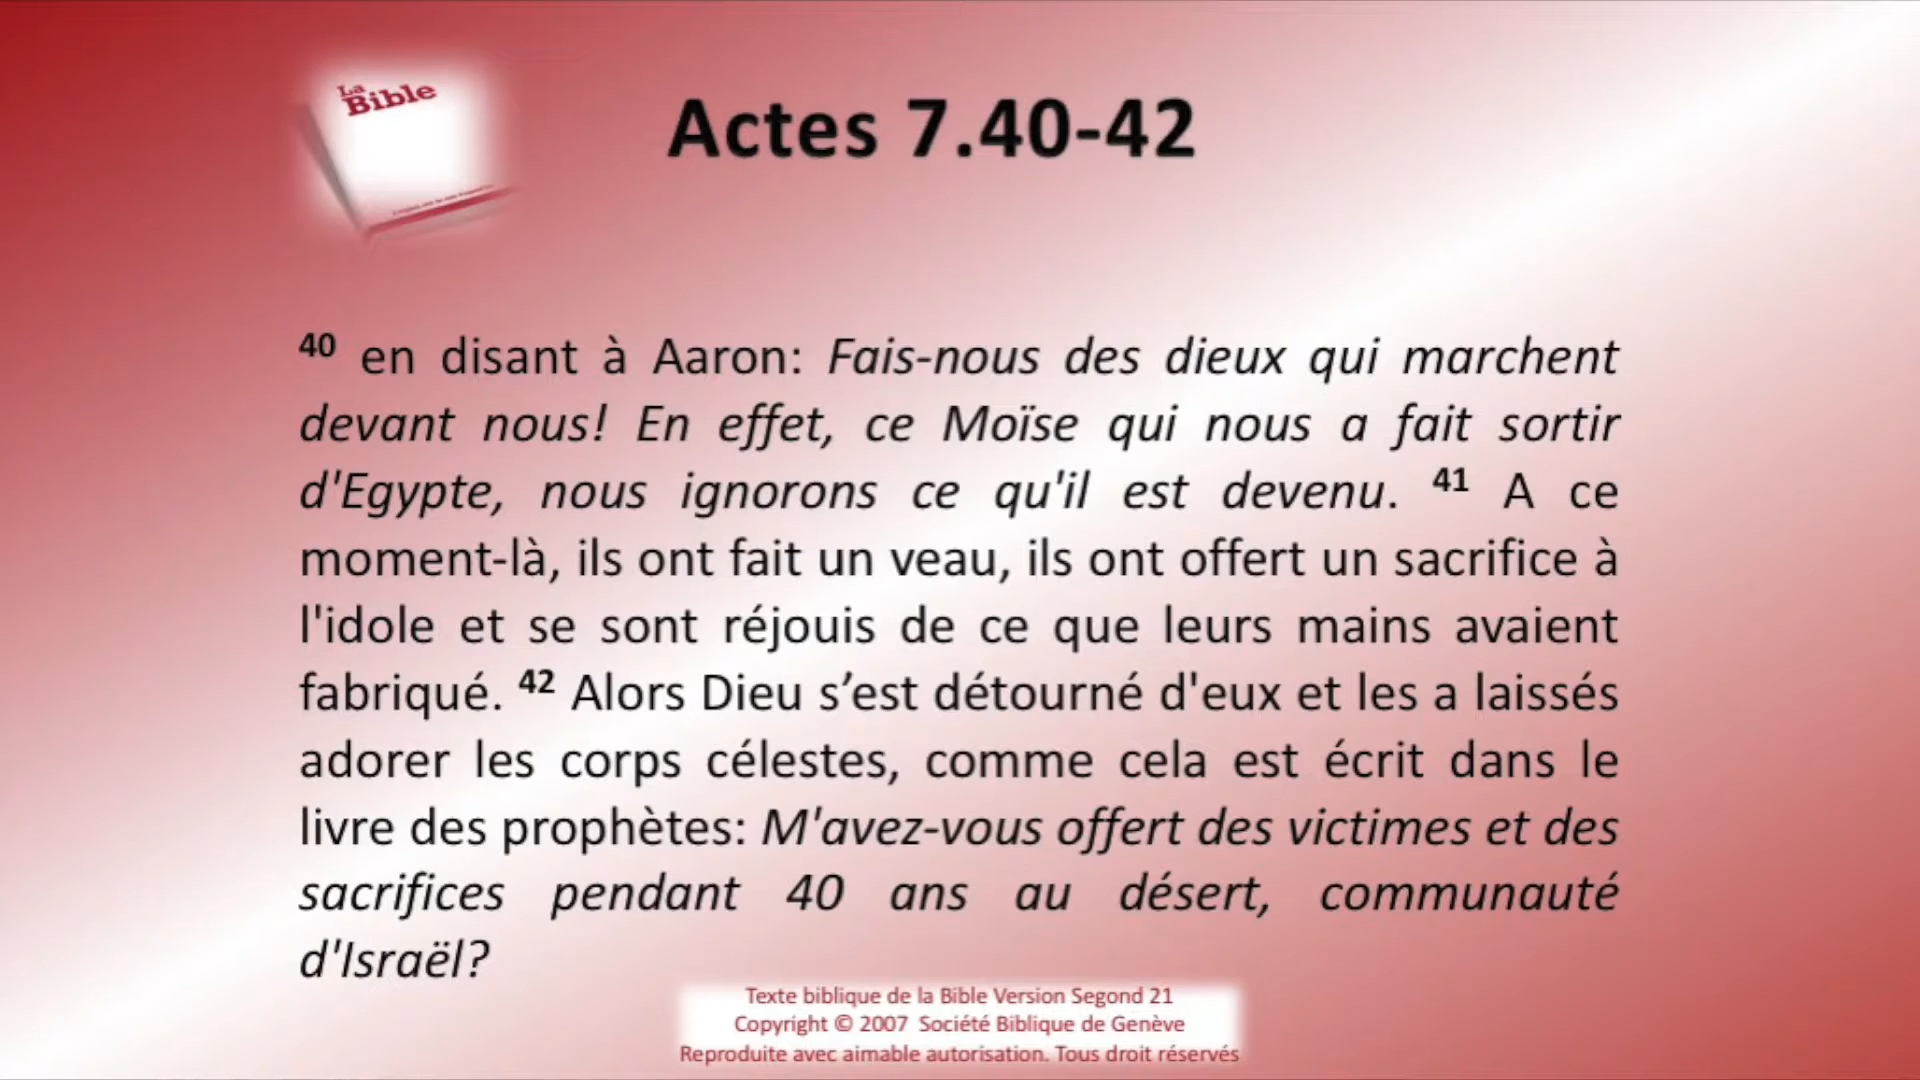 La
Bible
Actes 7.40-42
40 en disant à Aaron: Fais-nous des dieux qui marchent
devant nous! En effet, ce Moïse qui nous a fait sortir
d'Egypte, nous ignorons ce qu'il est devenu. 41 A ce
moment-là, ils ont fait un veau, ils ont offert un sacrifice à
l'idole et se sont réjouis de ce que leurs mains avaient
fabriqué. 42 Alors Dieu s’est détourné d'eux et les a laissés
adorer les corps célestes, comme cela est écrit dans le
livre des prophètes: M'avez-vous offert des victimes et des
sacrifices pendant 40 ans au désert, communauté
d'Israël?
Texte biblique de la Bible Version Segond 21
Copyright © 2007 Société Biblique de Genève
Reproduite avec aimable autorisation. Tous droit réservés